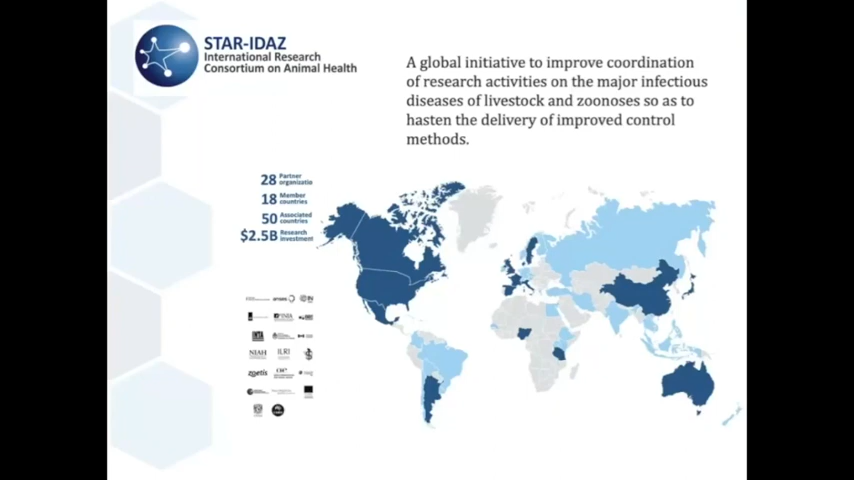 STAR-IDAZ
International Research
Consortium on Animal Health
A global initiative to improve coordination
of research activities on the major infectious
diseases of livestock and zoonoses so as to
hasten the delivery of improved control
methods.
28 Partner
organizatio
18 Member
countries
50 Associated
countries
$2.5B Research
investment
NIAH
ILRI
zoetis